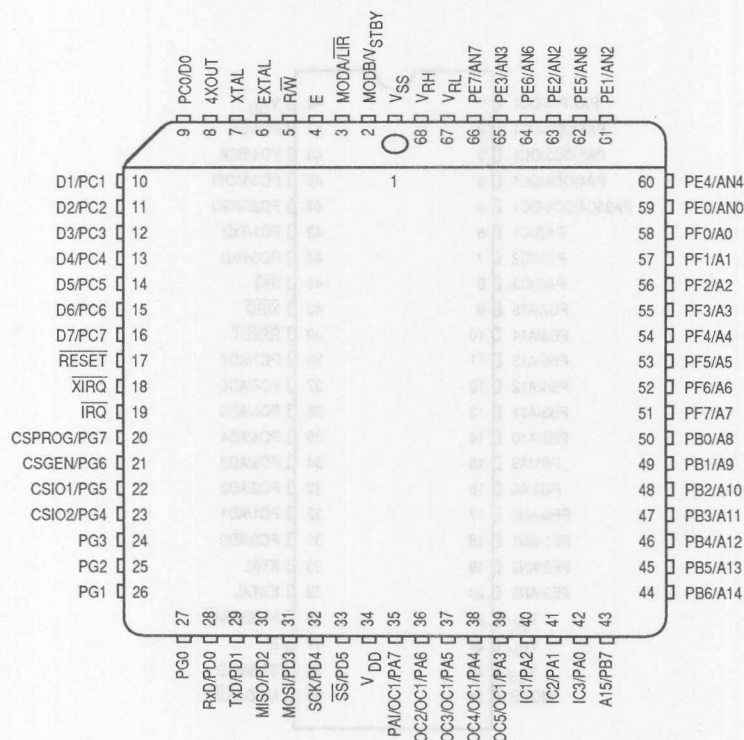 9 PC0/D0
8 4XOUT
7 XTAL
6 EXTAL
5 R/W̅
4 E
3 MODA/L̅I̅R̅
2 MODB/VSTBY
1 VSS
68 VRH
67 VRL
66 PE7/AN7
65 PE3/AN3
64 PE6/AN6
63 PE2/AN2
62 PE5/AN6
61 PE1/AN2
D1/PC1 10
D2/PC2 11
D3/PC3 12
D4/PC4 13
D5/PC5 14
D6/PC6 15
D7/PC7 16
R̅E̅S̅E̅T̅ 17
X̅I̅R̅Q̅ 18
I̅R̅Q̅ 19
CSPROG/PG7 20
CSGEN/PG6 21
CSIO1/PG5 22
CSIO2/PG4 23
PG3 24
PG2 25
PG1 26
60 PE4/AN4
59 PE0/AN0
58 PF0/A0
57 PF1/A1
56 PF2/A2
55 PF3/A3
54 PF4/A4
53 PF5/A5
52 PF6/A6
51 PF7/A7
50 PB0/A8
49 PB1/A9
48 PB2/A10
47 PB3/A11
46 PB4/A12
45 PB5/A13
44 PB6/A14
27 PG0
28 RxD/PD0
29 TxD/PD1
30 MISO/PD2
31 MOSI/PD3
32 SCK/PD4
33 S̅S̅/PD5
34 VDD
35 PAI/OC1/PA7
36 OC2/OC1/PA6
37 OC3/OC1/PA5
38 OC4/OC1/PA4
39 OC5/OC1/PA3
40 IC1/PA2
41 IC2/PA1
42 IC3/PA0
43 A15/PB7